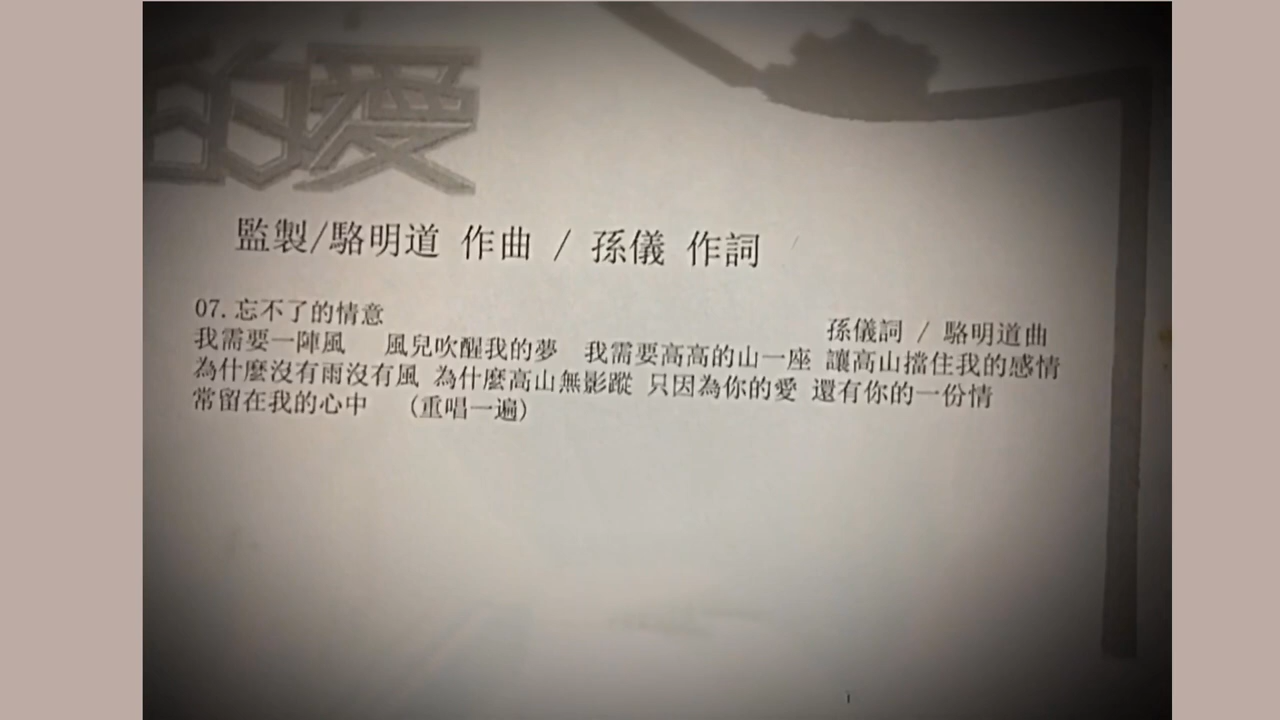 的愛
監製/駱明道 作曲 / 孫儀 作詞
07.忘不了的情意
孫儀詞 / 駱明道曲
我需要一陣風 風兒吹醒我的夢 我需要高高的山一座 讓高山擋住我的感情
為什麼沒有雨沒有風 為什麼高山無影蹤 只因為你的愛 還有你的一份情
常留在我的心中 (重唱一遍)